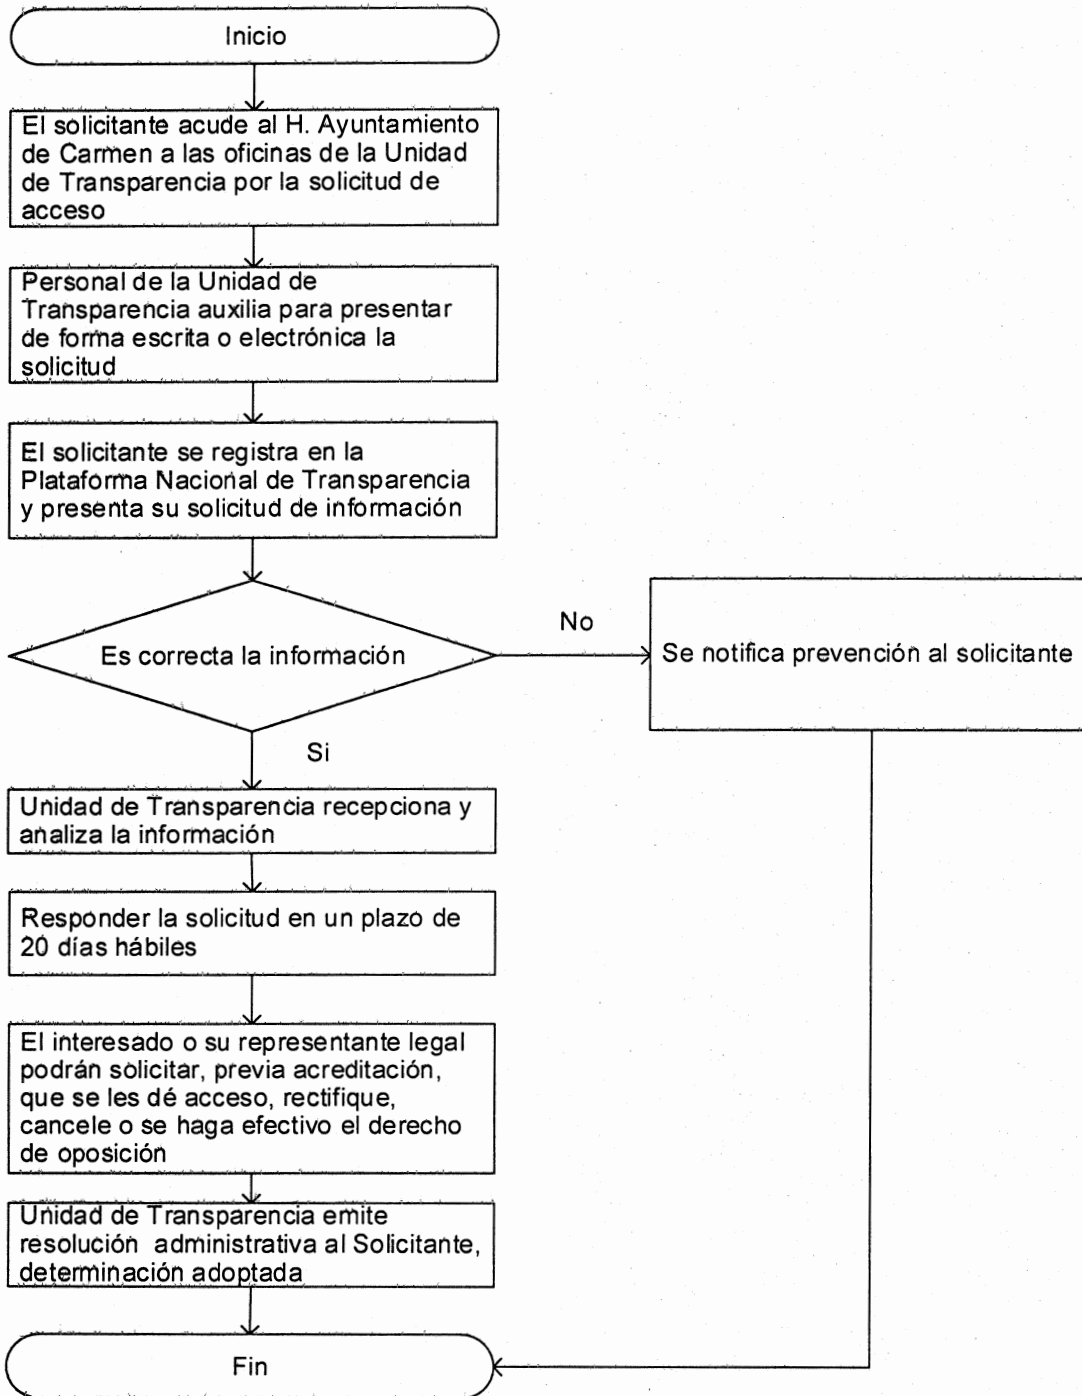 Inicio
El solicitante acude al H. Ayuntamiento
de Carmen a las oficinas de la Unidad
de Transparencia por la solicitud de
acceso
Personal de la Unidad de
Transparencia auxilia para presentar
de forma escrita o electrónica la
solicitud
El solicitante se registra en la
Plataforma Nacional de Transparencia
y presenta su solicitud de información
Es correcta la información
No
Se notifica prevención al solicitante
Si
Unidad de Transparencia recepciona y
analiza la información
Responder la solicitud en un plazo de
20 días hábiles
El interesado o su representante legal
podrán solicitar, previa acreditación,
que se les dé acceso, rectifique,
cancele o se haga efectivo el derecho
de oposición
Unidad de Transparencia emite
resolución administrativa al Solicitante,
determinación adoptada
Fin